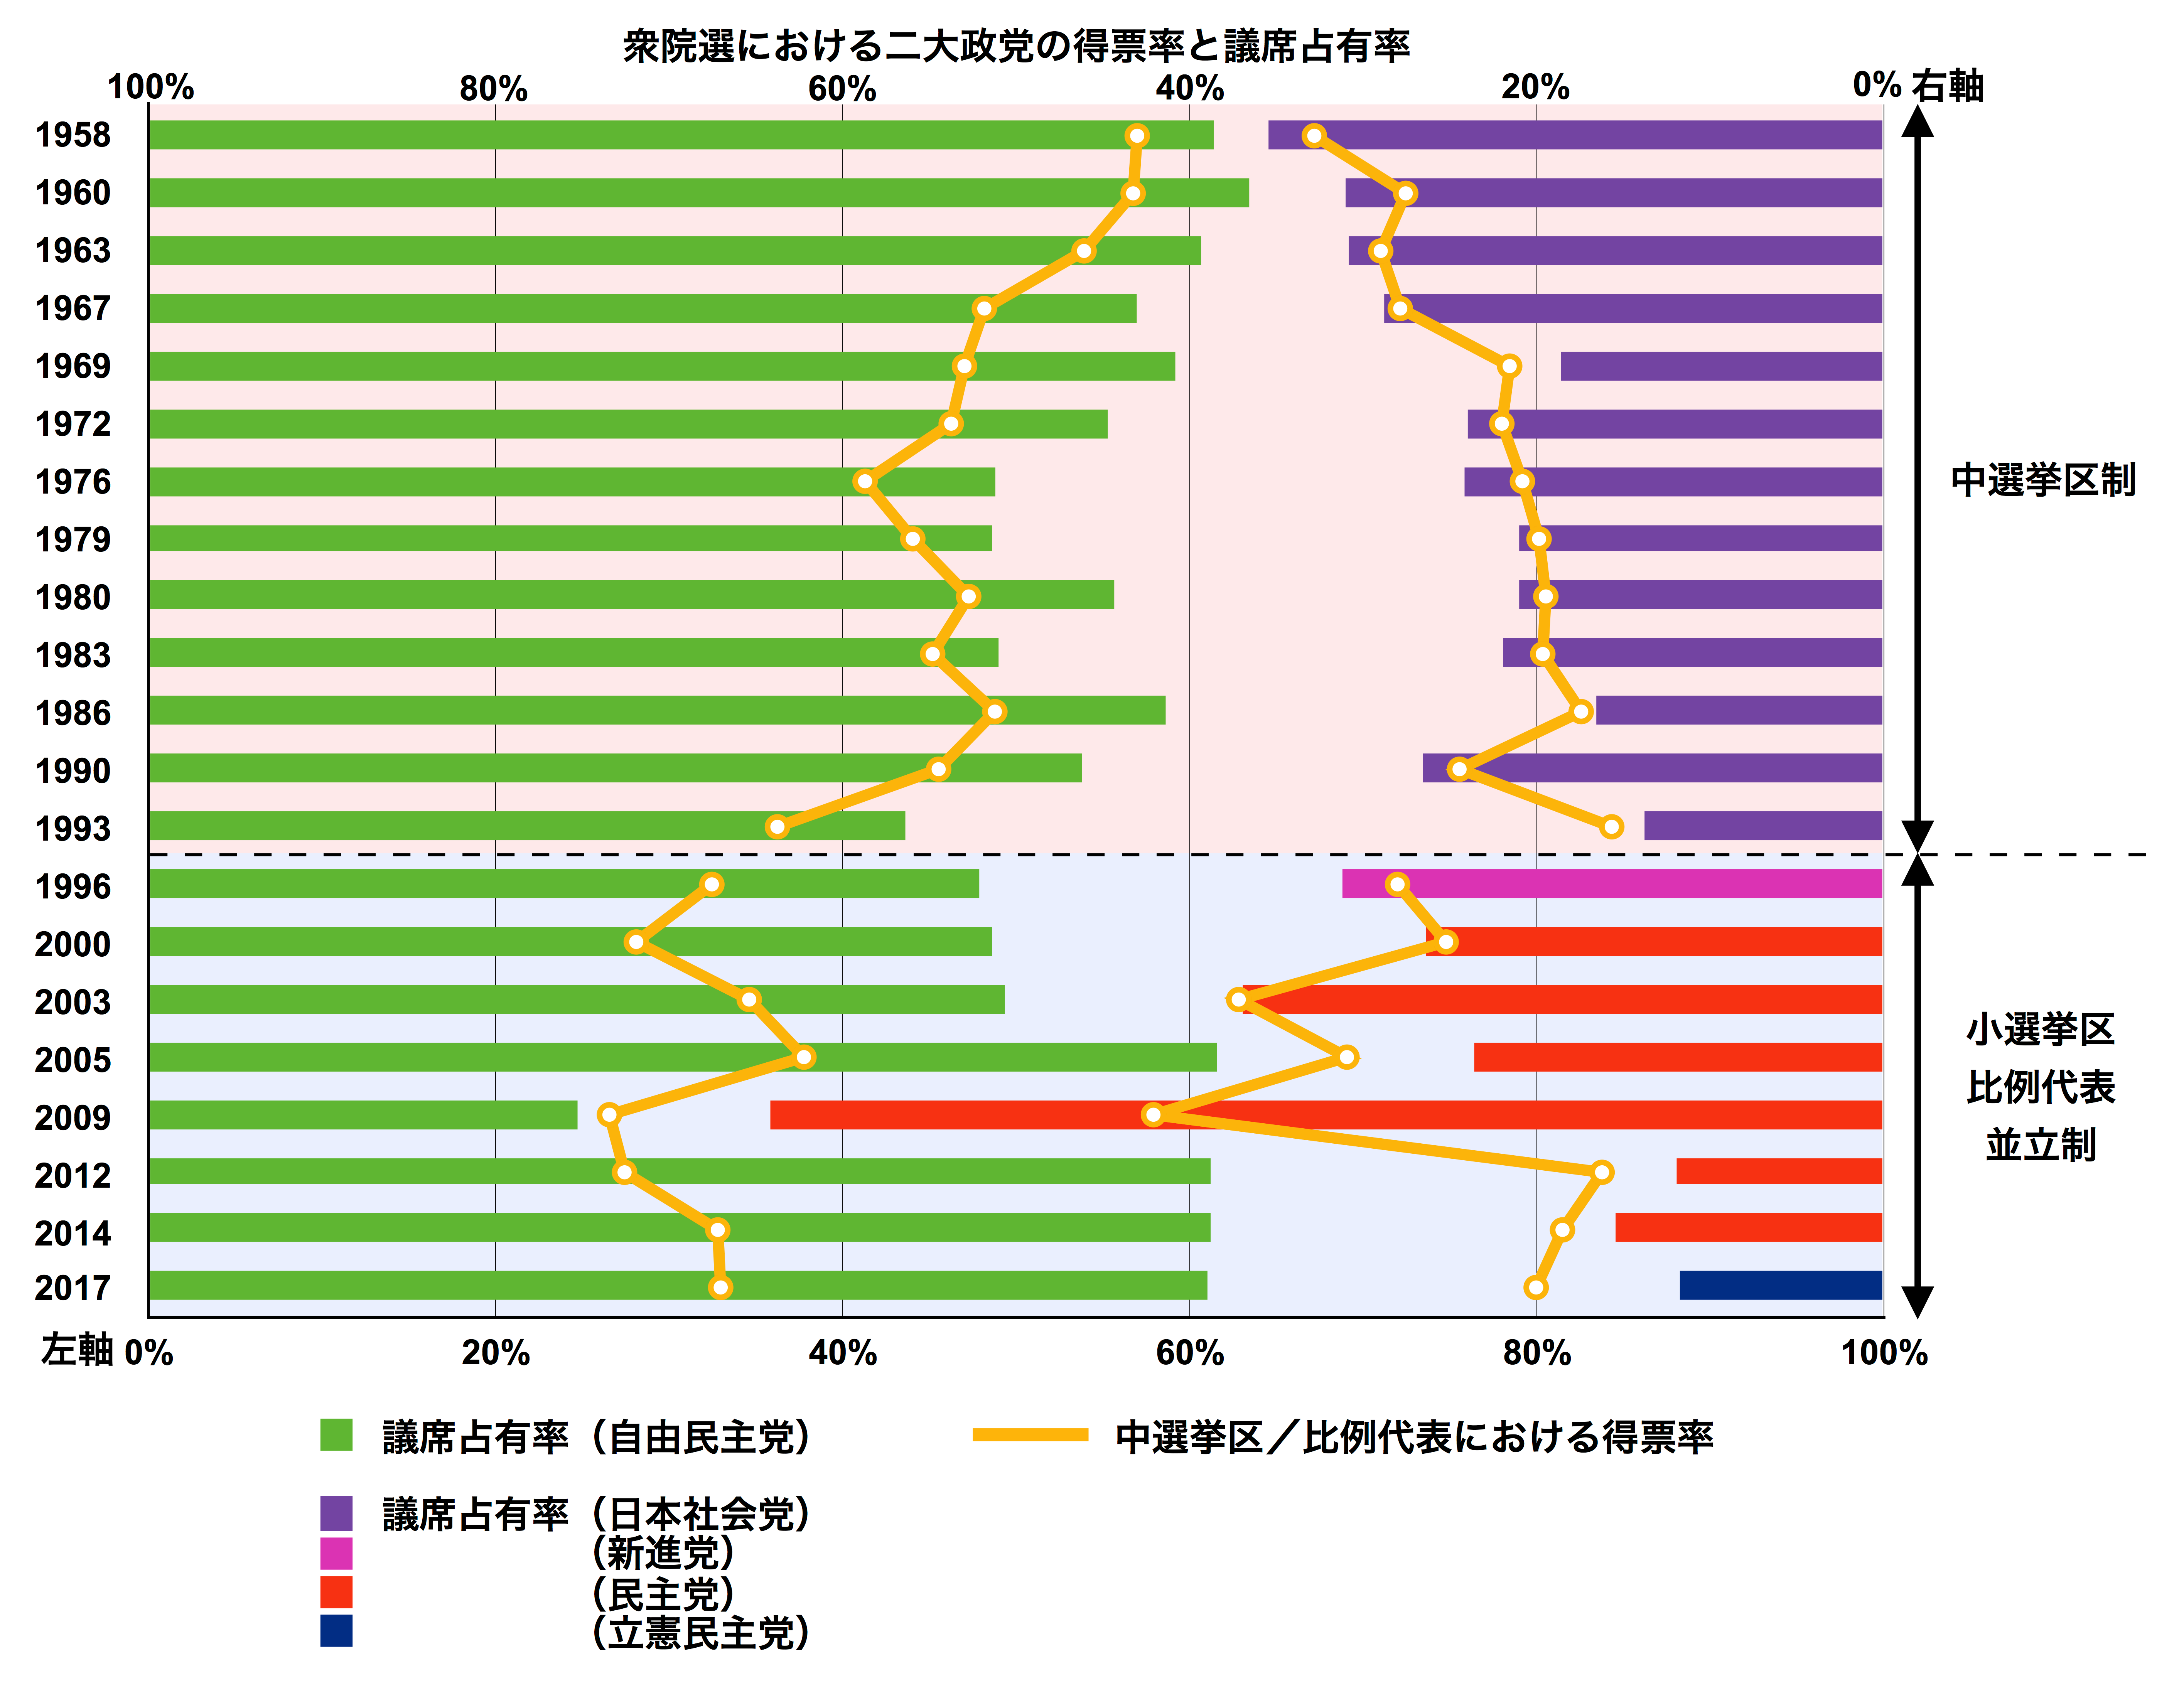 衆院選における二大政党の得票率と議席占有率
100% 80% 60% 40% 20% 0% 右軸
1958
1960
1963
1967
1969
1972
1976
1979
1980
1983
1986
1990
1993
1996
2000
2003
2005
2009
2012
2014
2017
中選挙区制
小選挙区
比例代表
並立制
左軸 0% 20% 40% 60% 80% 100%
議席占有率（自由民主党）
中選挙区／比例代表における得票率
議席占有率（日本社会党）
（新進党）
（民主党）
（立憲民主党）